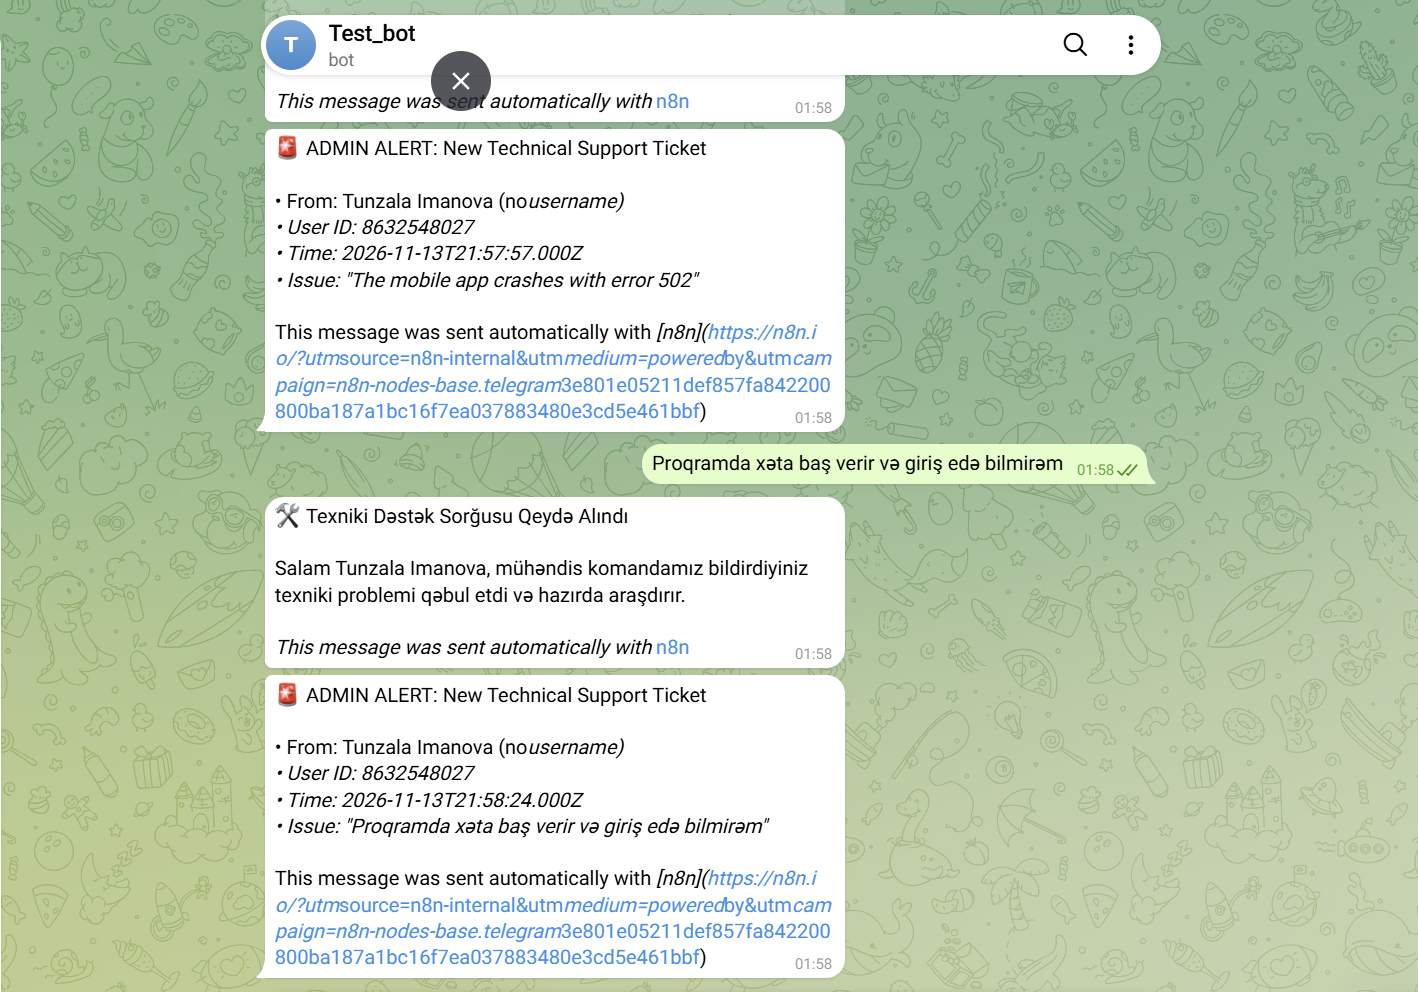 T
Test_bot
bot
This message was sent automatically with n8n
01:58
🚨 ADMIN ALERT: New Technical Support Ticket
• From: Tunzala Imanova (nousername)
• User ID: 8632548027
• Time: 2026-11-13T21:57:57.000Z
• Issue: "The mobile app crashes with error 502"
This message was sent automatically with [n8n](https://n8n.i
o/?utmsource=n8n-internal&utmmedium=poweredby&utmcam
paign=n8n-nodes-base.telegram3e801e05211def857fa842200
800ba187a1bc16f7ea037883480e3cd5e461bbf)
01:58
Proqramda xəta baş verir və giriş edə bilmirəm
01:58
🛠 Texniki Dəstək Sorğusu Qeydə Alındı
Salam Tunzala Imanova, mühəndis komandamız bildirdiyiniz
texniki problemi qəbul etdi və hazırda araşdırır.
This message was sent automatically with n8n
01:58
🚨 ADMIN ALERT: New Technical Support Ticket
• From: Tunzala Imanova (nousername)
• User ID: 8632548027
• Time: 2026-11-13T21:58:24.000Z
• Issue: "Proqramda xəta baş verir və giriş edə bilmirəm"
This message was sent automatically with [n8n](https://n8n.i
o/?utmsource=n8n-internal&utmmedium=poweredby&utmcam
paign=n8n-nodes-base.telegram3e801e05211def857fa842200
800ba187a1bc16f7ea037883480e3cd5e461bbf)
01:58